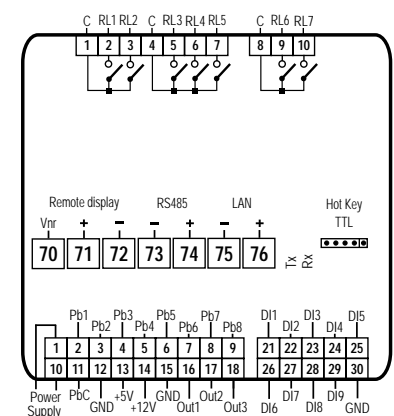 C RL1 RL2 C RL3 RL4 RL5 C RL6 RL7
1 2 3 4 5 6 7 8 9 10
Remote display RS485 LAN Hot Key
TTL
Vnr + – – + – +
70 71 72 73 74 75 76
Tx
Rx
Pb1 Pb3 Pb5 Pb7 DI1 DI3 DI5
Pb2 Pb4 Pb6 Pb8 DI2 DI4
1 2 3 4 5 6 7 8 9 21 22 23 24 25
10 11 12 13 14 15 16 17 18 26 27 28 29 30
Power PbC +5V GND Out2 DI7 DI9
Supply GND +12V Out1 Out3 DI6 DI8 GND